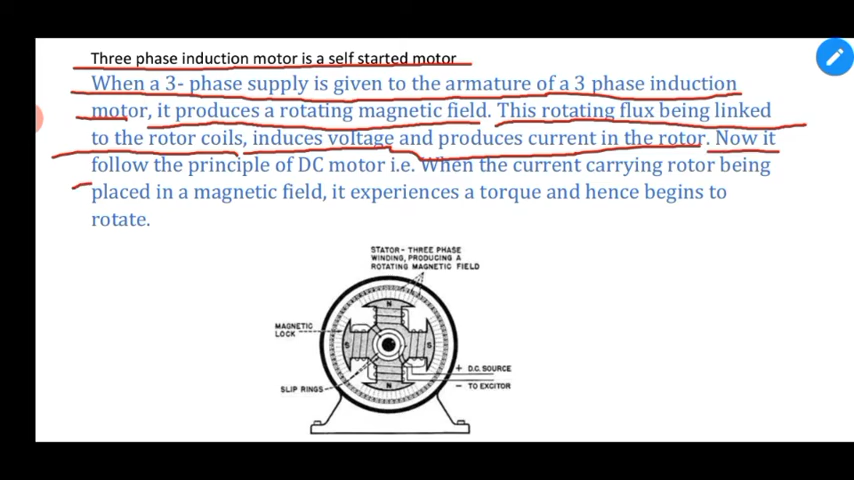 Three phase induction motor is a self started motor
When a 3- phase supply is given to the armature of a 3 phase induction
motor, it produces a rotating magnetic field. This rotating flux being linked
to the rotor coils, induces voltage and produces current in the rotor. Now it
follow the principle of DC motor i.e. When the current carrying rotor being
placed in a magnetic field, it experiences a torque and hence begins to
rotate.
STATOR- THREE PHASE
WINDING, PRODUCING A
ROTATING MAGNETIC FIELD
N
MAGNETIC
LOCK
S
S
+ D.C. SOURCE
N
- TO EXCITOR
SLIP RINGS